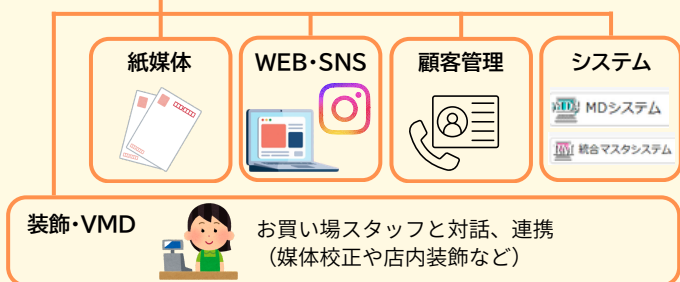 紙媒体
WEB・SNS
顧客管理
システム
MDシステム
統合マスタシステム
装飾・VMD
お買い場スタッフと対話、連携
（媒体校正や店内装飾など）